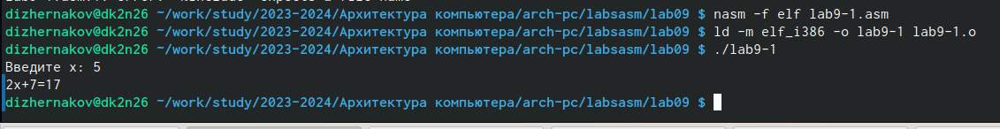 dizhernakov@dk2n26 ~/work/study/2023-2024/Архитектура компьютера/arch-pc/labsasm/lab09 $ nasm -f elf lab9-1.asm
dizhernakov@dk2n26 ~/work/study/2023-2024/Архитектура компьютера/arch-pc/labsasm/lab09 $ ld -m elf_i386 -o lab9-1 lab9-1.o
dizhernakov@dk2n26 ~/work/study/2023-2024/Архитектура компьютера/arch-pc/labsasm/lab09 $ ./lab9-1
Введите x: 5
2x+7=17
dizhernakov@dk2n26 ~/work/study/2023-2024/Архитектура компьютера/arch-pc/labsasm/lab09 $